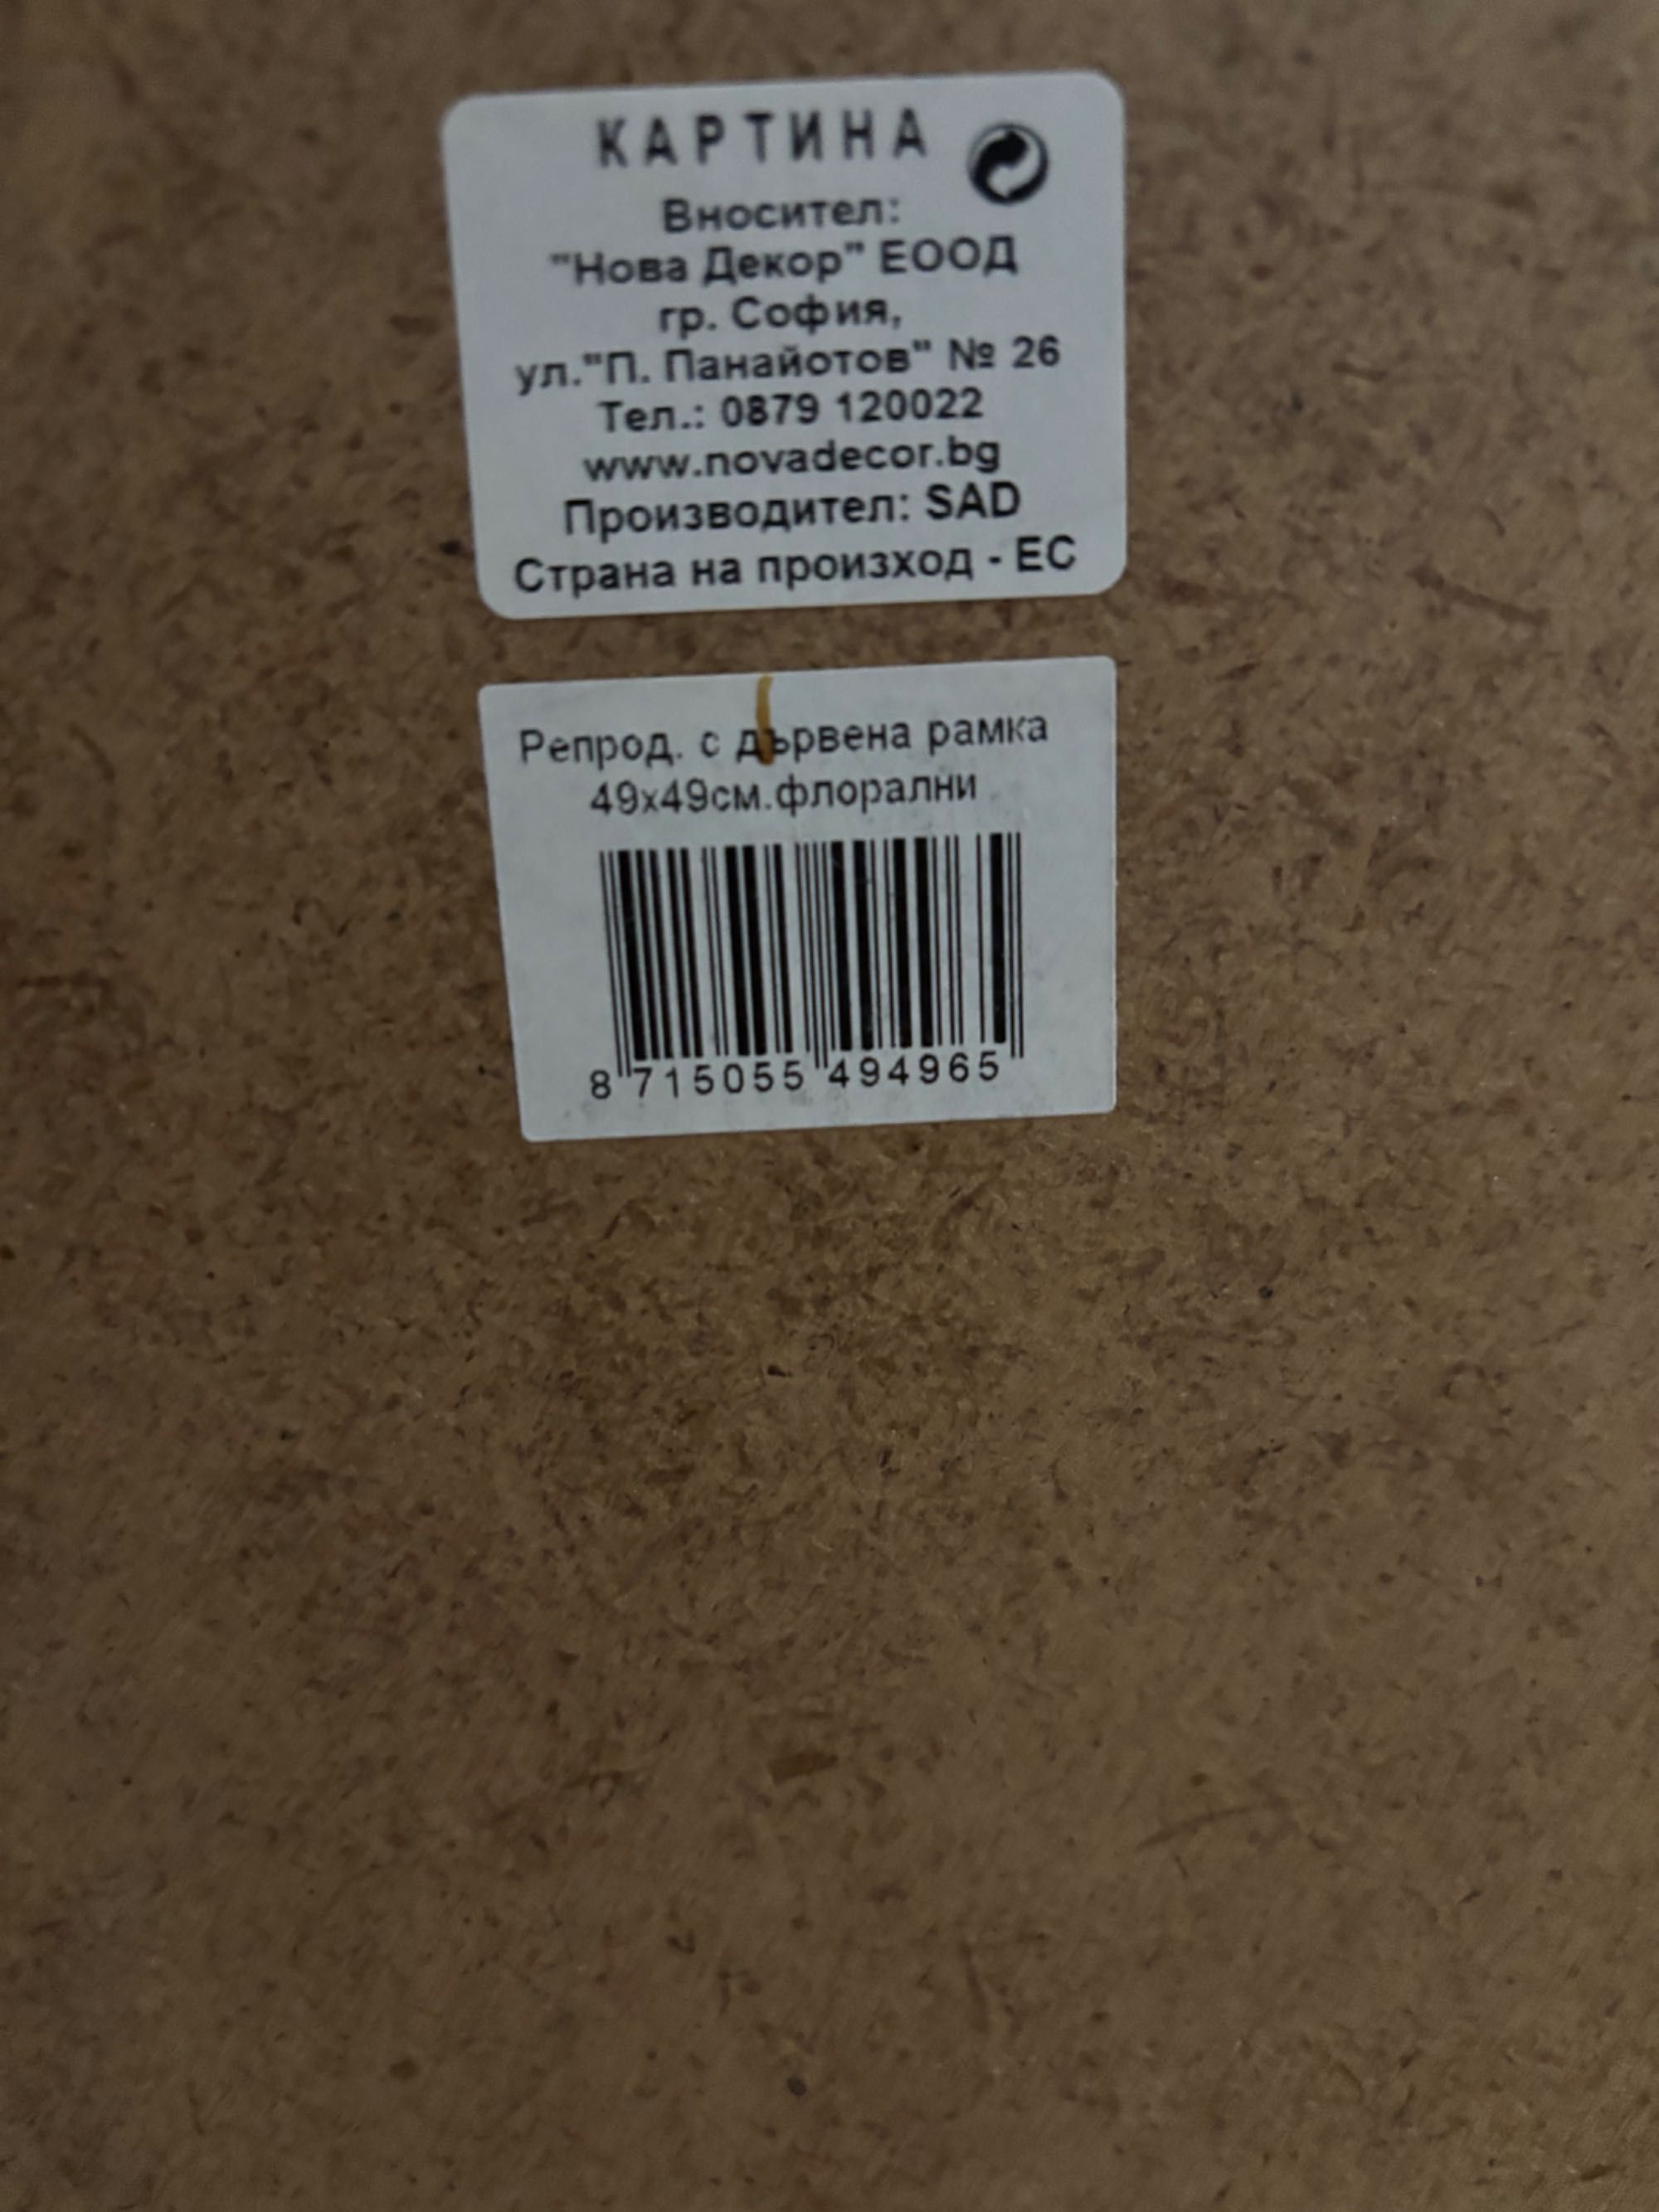 КАРТИНА
Вносител:
"Нова Декор" ЕООД
гр. София,
ул."П. Панайотов" № 26
Тел.: 0879 120022
www.novadecor.bg
Производител: SAD
Страна на произход - ЕС
Репрод. с дървена рамка
49х49см.флорални
8 715055 494965